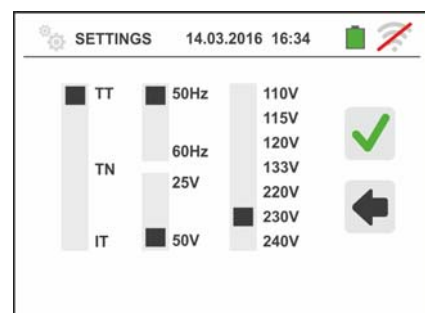 SETTINGS 14.03.2016 16:34
TT 50Hz 110V
115V
60Hz 120V
TN 133V
25V 220V
230V
IT 50V 240V